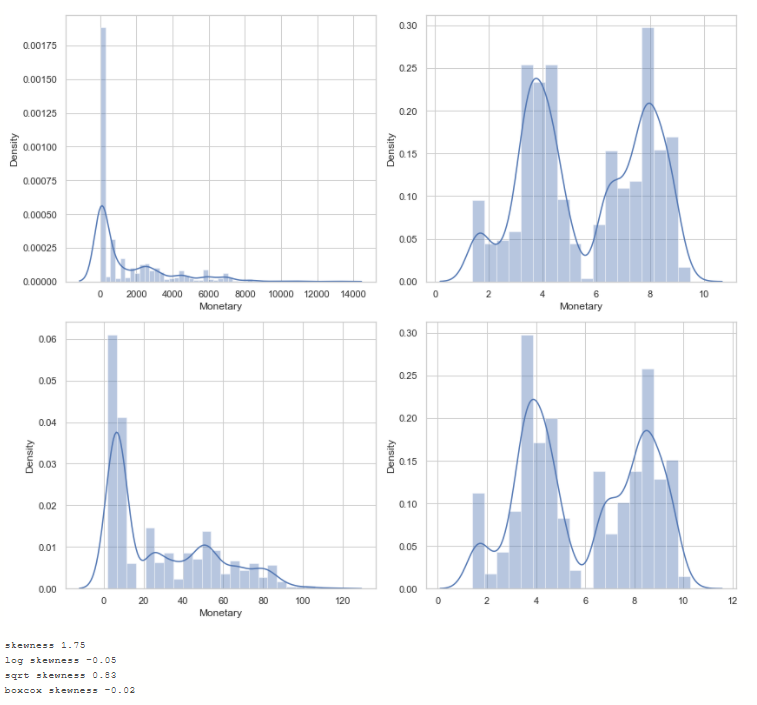 Density
0.00175
0.00150
0.00125
0.00100
0.00075
0.00050
0.00025
0.00000
0 2000 4000 6000 8000 10000 12000 14000
Monetary
Density
0.30
0.25
0.20
0.15
0.10
0.05
0.00
0 2 4 6 8 10
Monetary
Density
0.06
0.05
0.04
0.03
0.02
0.01
0.00
0 20 40 60 80 100 120
Monetary
Density
0.30
0.25
0.20
0.15
0.10
0.05
0.00
0 2 4 6 8 10 12
skewness 1.75
log skewness -0.05
sqrt skewness 0.83
boxcox skewness -0.02